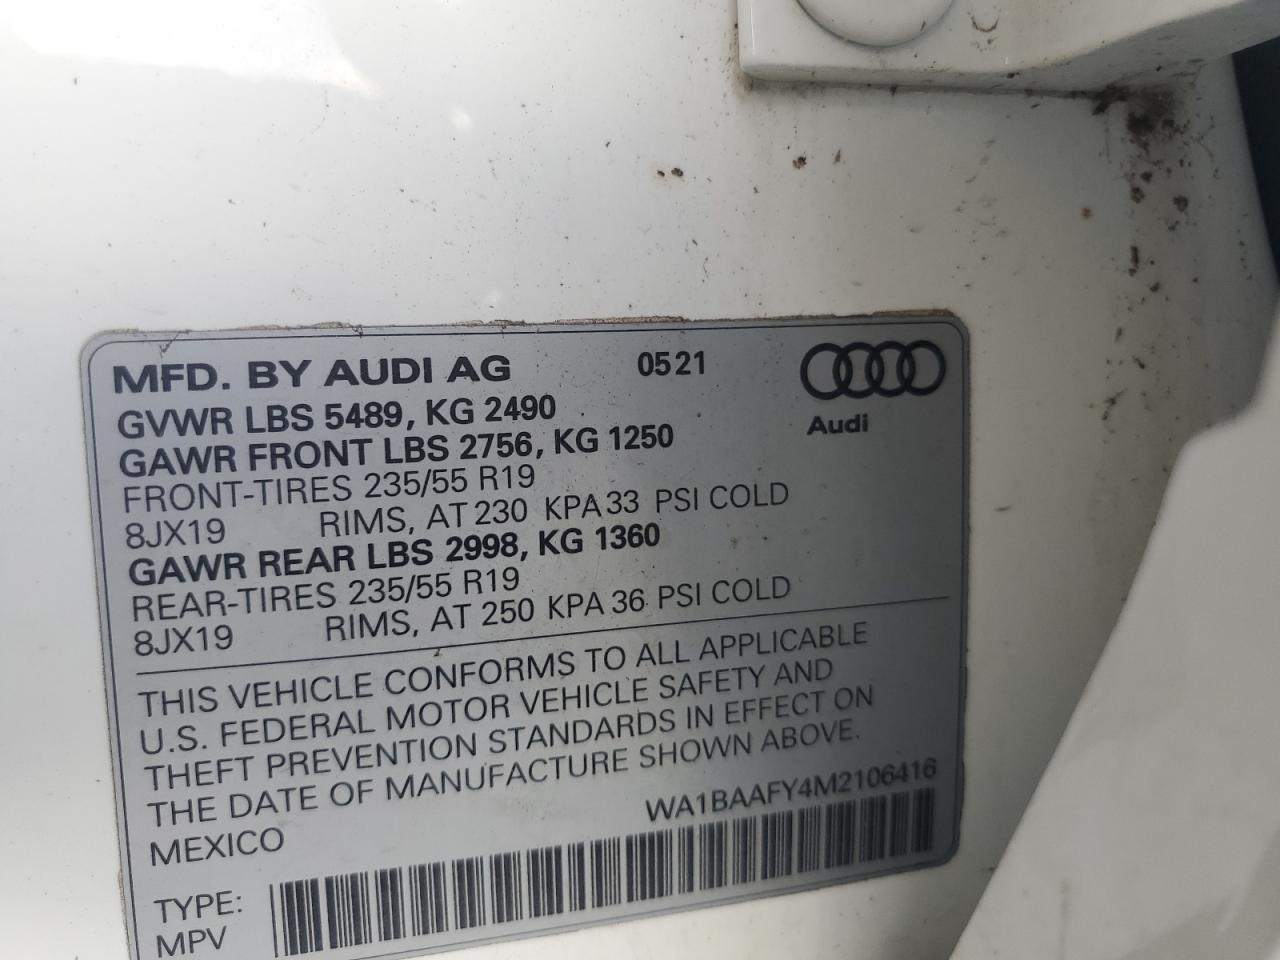 MFD. BY AUDI AG 05 21
Audi
GVWR LBS 5489, KG 2490
GAWR FRONT LBS 2756, KG 1250
FRONT-TIRES 235/55 R19
8JX19 RIMS, AT 230 KPA 33 PSI COLD
GAWR REAR LBS 2998, KG 1360
REAR-TIRES 235/55 R19
8JX19 RIMS, AT 250 KPA 36 PSI COLD
THIS VEHICLE CONFORMS TO ALL APPLICABLE
U.S. FEDERAL MOTOR VEHICLE SAFETY AND
THEFT PREVENTION STANDARDS IN EFFECT ON
THE DATE OF MANUFACTURE SHOWN ABOVE.
MEXICO WA1BAAFY4M2106416
TYPE:
MPV